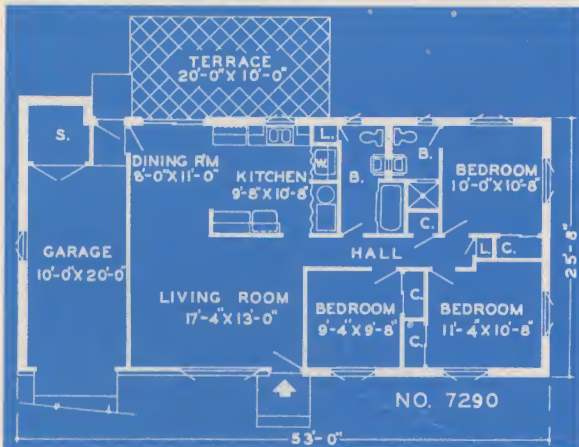 TERRACE
20'-0" X 10'-0"
S.
DINING RM
8'-0" X 11'-0"
KITCHEN
9'-8" X 10'-8"
L.
W.
B.
B.
BEDROOM
10'-0" X 10'-8"
C.
HALL
L.
C.
GARAGE
10'-0 X 20'-0
LIVING ROOM
17'-4" X 13'-0"
BEDROOM
9'-4" X 9'-8"
C.
C.
BEDROOM
11'-4" X 10'-8"
25'-8"
NO. 7290
53'-0"